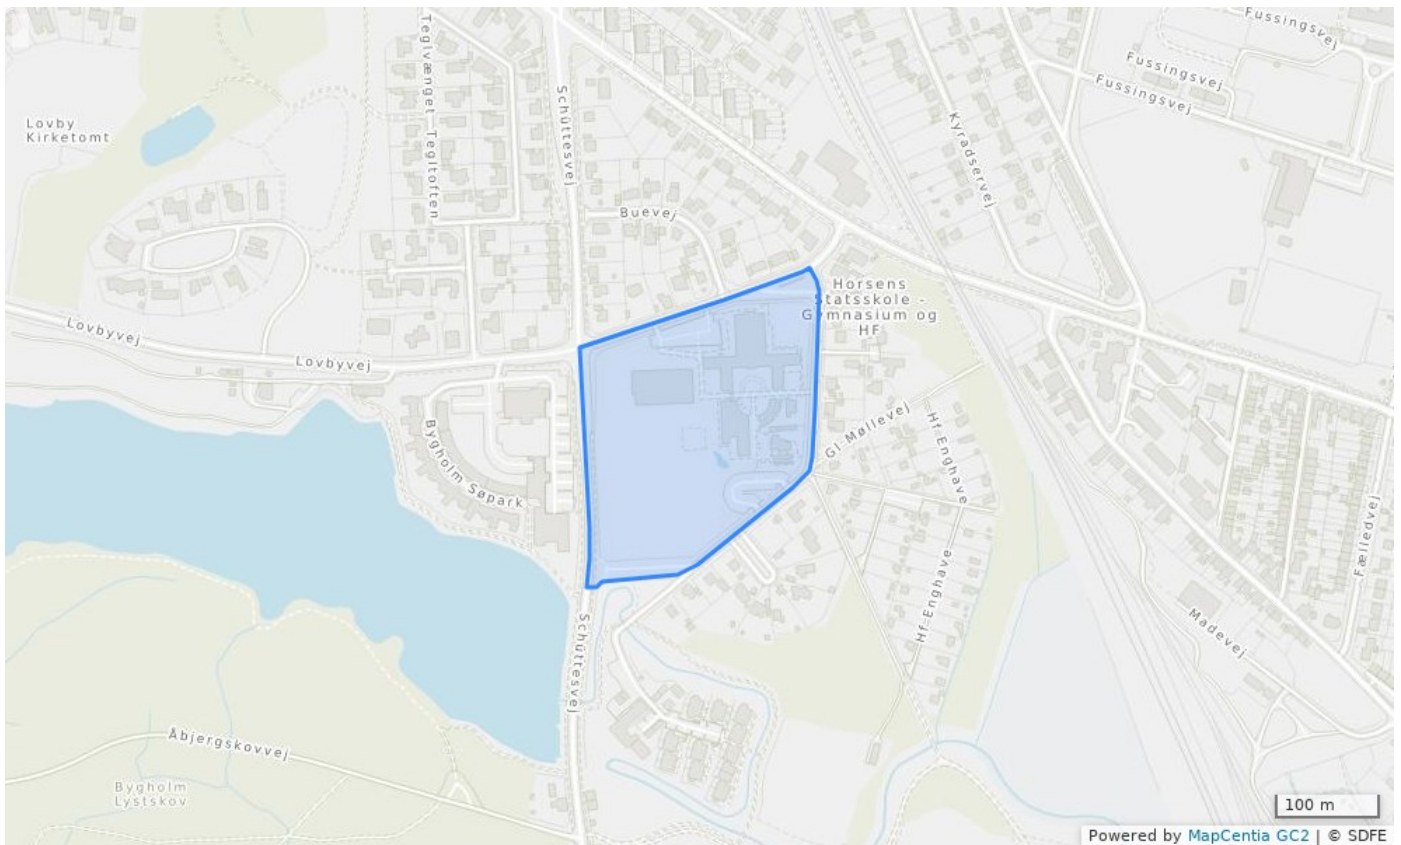 Fussingsvej
Fussingsvej
Fussingsvej
Teglvænget
Tegltoften
Schüttesvej
Kyradservej
Lovby
Kirketomt
Buevej
Horsens
Statsskole -
Gymnasium og
HF
Lovbyvej
Lovbyvej
Bygholm Søpark
Gl Møllevej
Hf-Enghave
Hf-Enghave
Fælledvej
Madevej
Schüttesvej
Åbjergskovvej
Bygholm
Lystskov
100 m
Powered by MapCentia GC2 | © SDFE